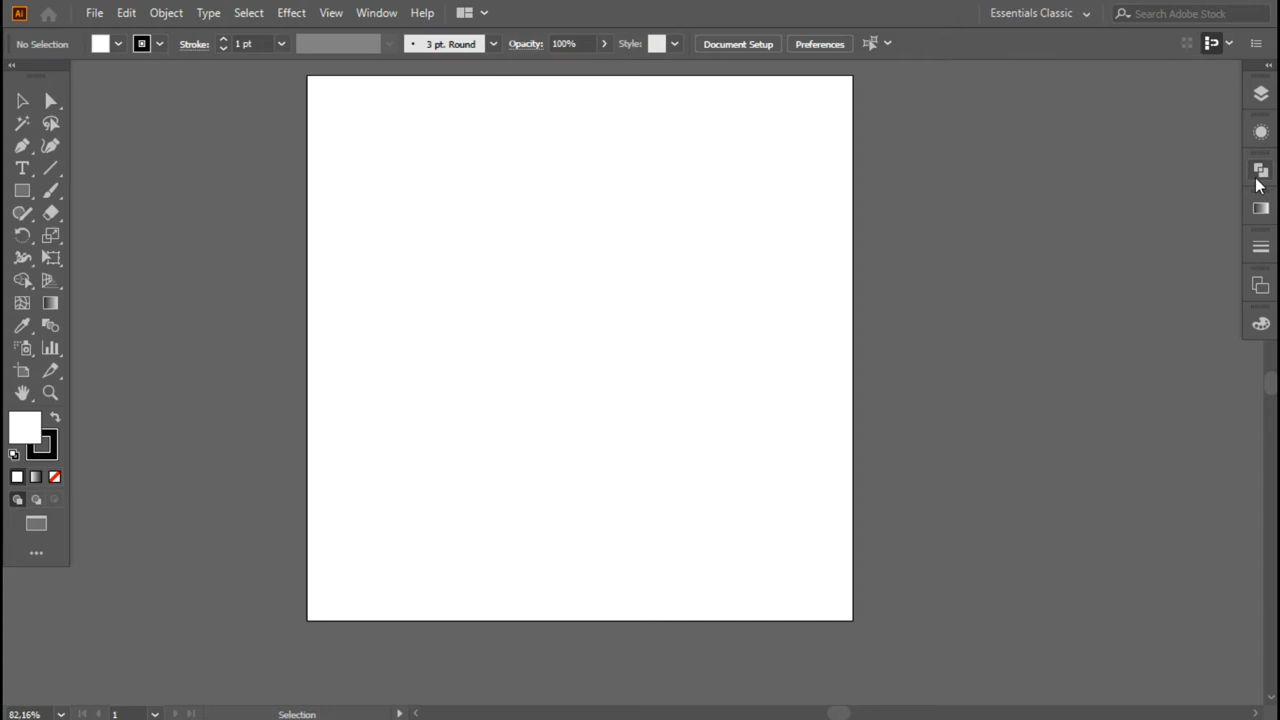 Ai File Edit Object Type Select Effect View Window Help Essentials Classic Search Adobe Stock
No Selection Stroke: 1 pt 3 pt. Round Opacity: 100% Style: Document Setup Preferences
82,16% 1 Selection